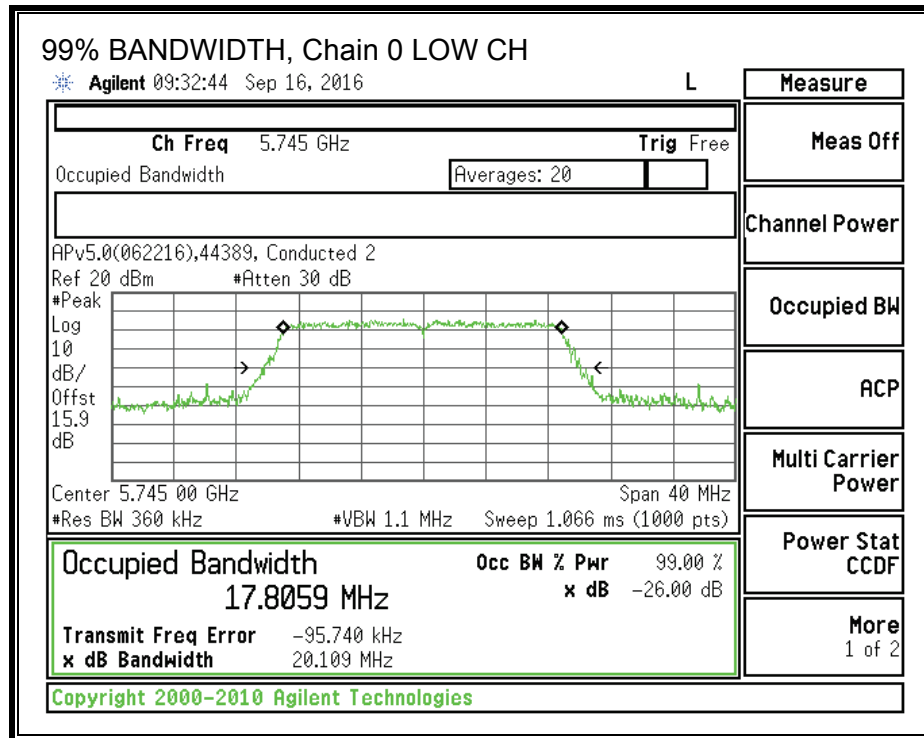 99% BANDWIDTH, Chain 0 LOW CH
Agilent 09:32:44 Sep 16, 2016 L
Measure
Ch Freq 5.745 GHz Trig Free
Occupied Bandwidth Averages: 20
Meas Off
Channel Power
APv5.0(062216),44389, Conducted 2
Ref 20 dBm #Atten 30 dB
#Peak
Log
10
dB/
Offst
15.9
dB
Occupied BW
ACP
Multi Carrier
Power
Center 5.745 00 GHz Span 40 MHz
#Res BW 360 kHz #VBW 1.1 MHz Sweep 1.066 ms (1000 pts)
Occupied Bandwidth
17.8059 MHz
Occ BW % Pwr 99.00 %
x dB -26.00 dB
Power Stat
CCDF
Transmit Freq Error -95.740 kHz
x dB Bandwidth 20.109 MHz
More
1 of 2
Copyright 2000-2010 Agilent Technologies